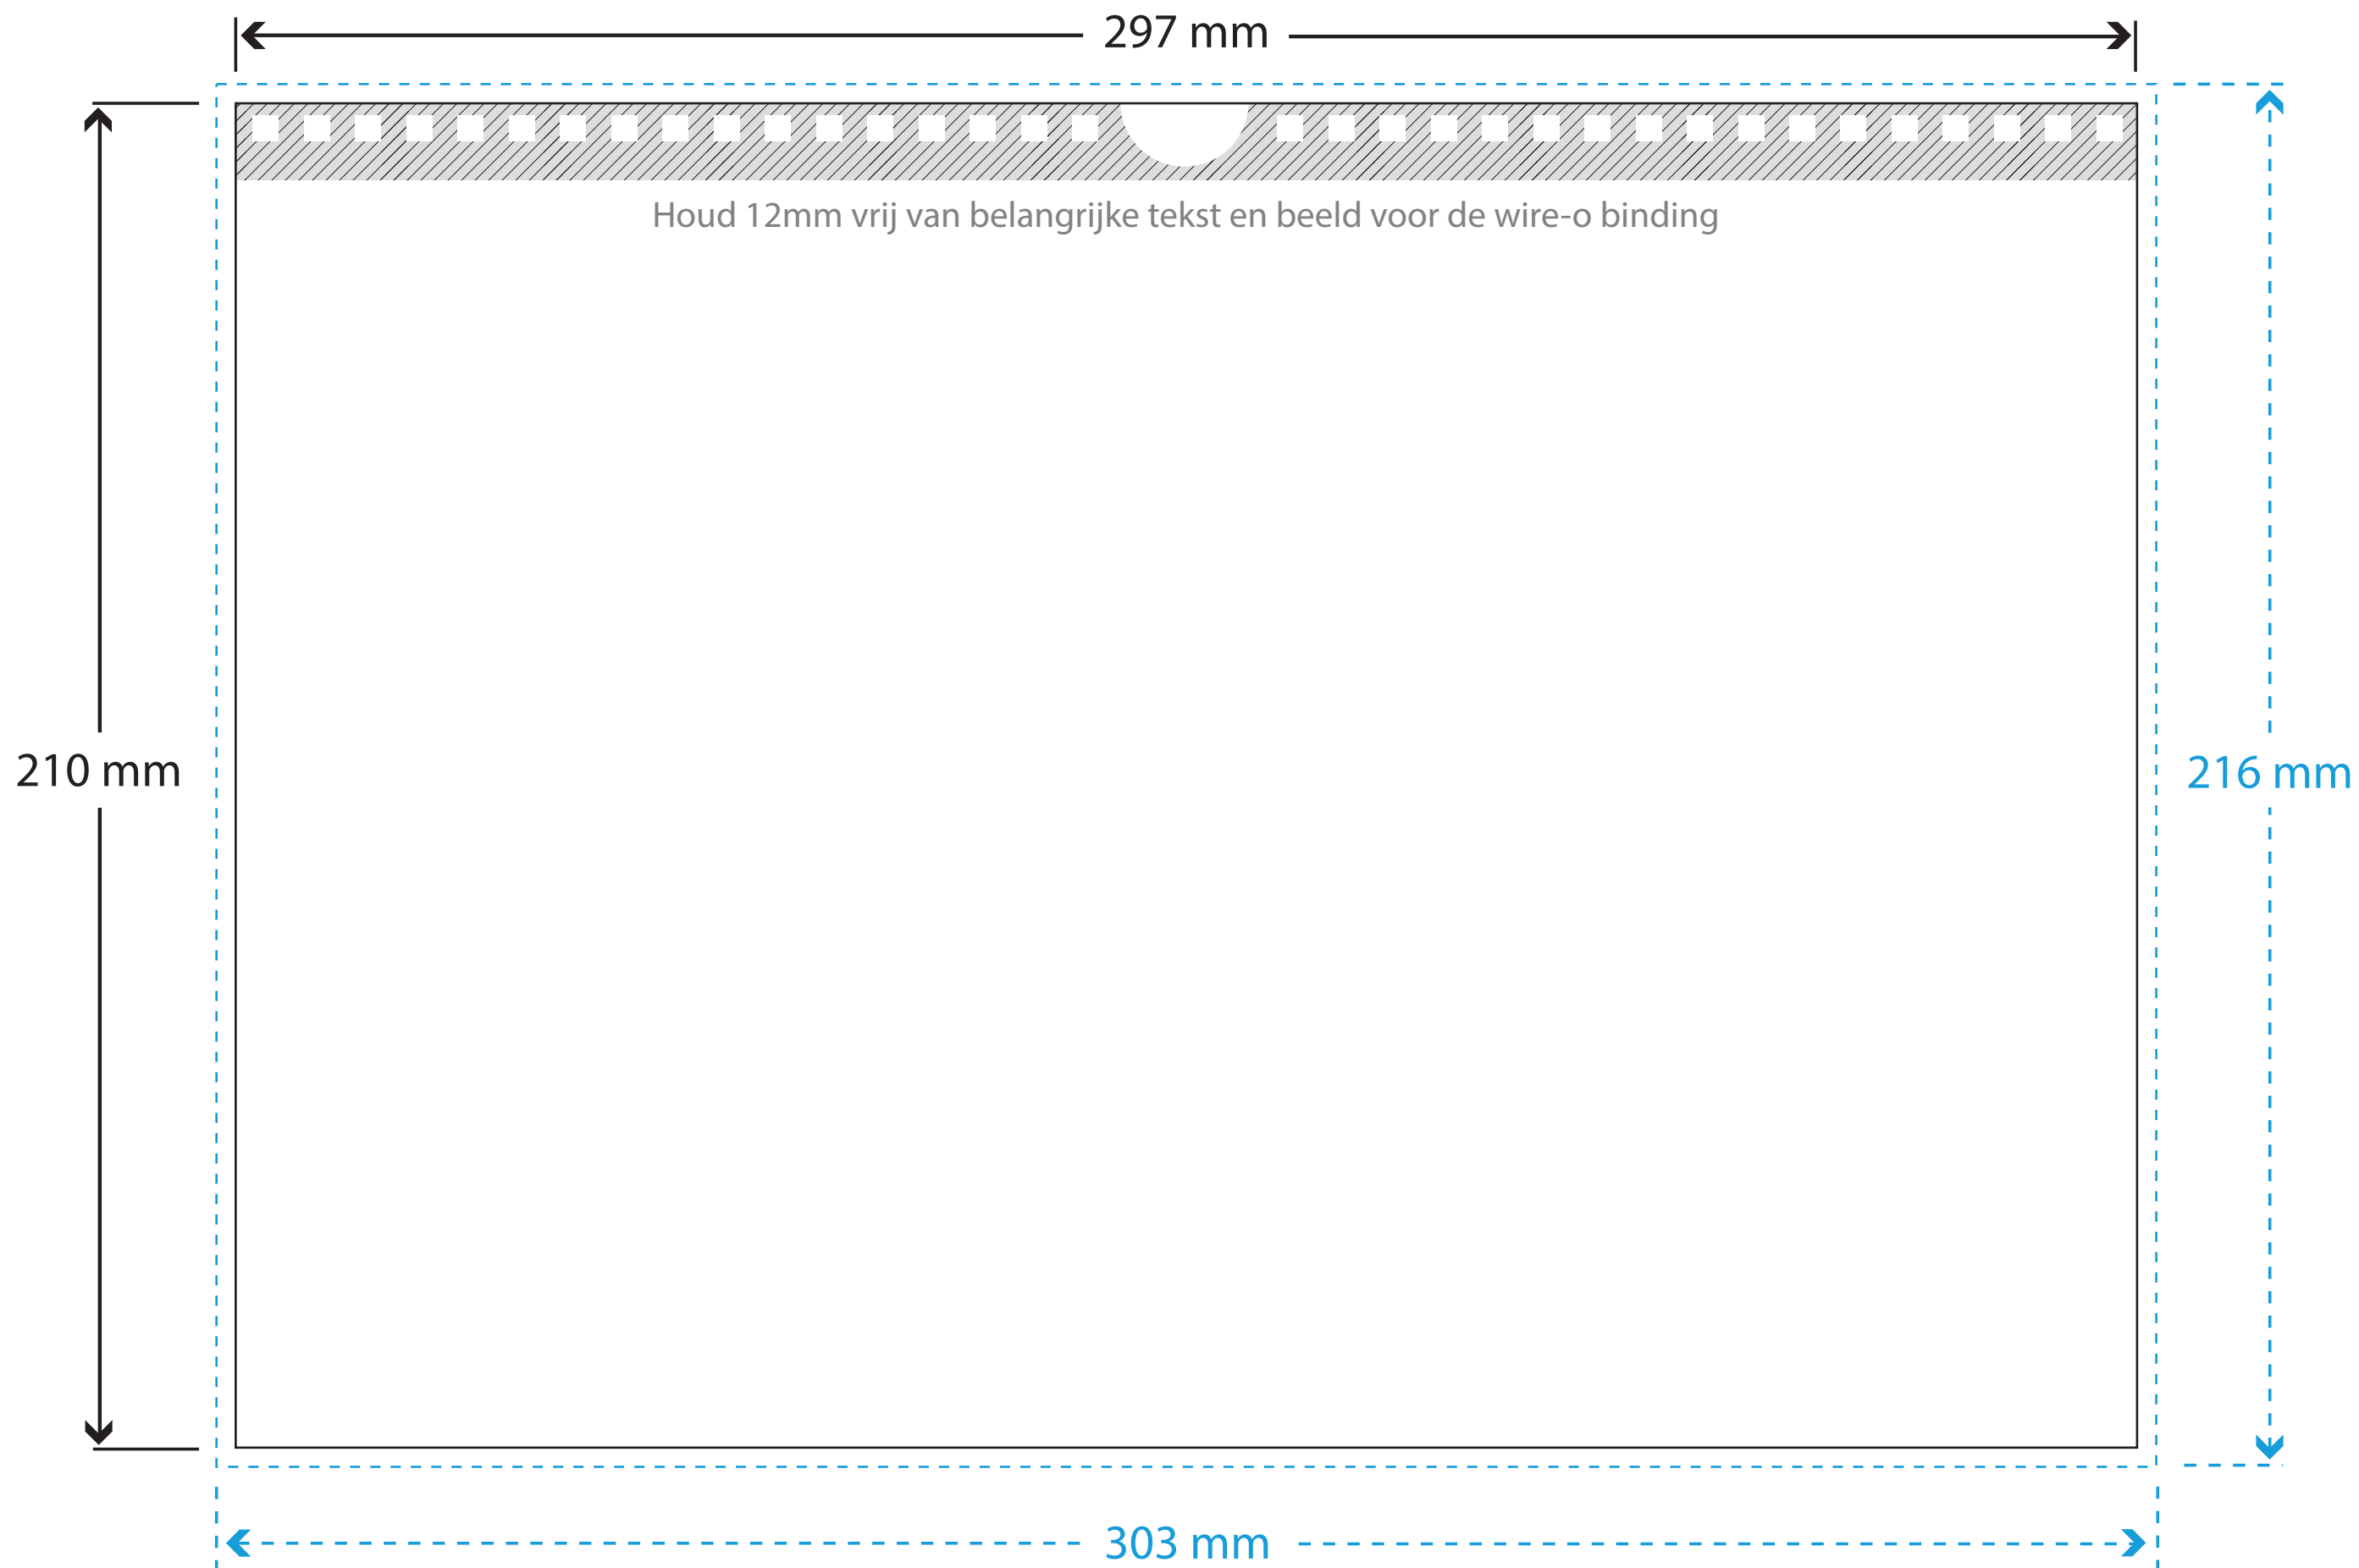 297 mm
Houd 12mm vrij van belangrijke tekst en beeld voor de wire-o binding
210 mm
216 mm
303 mm